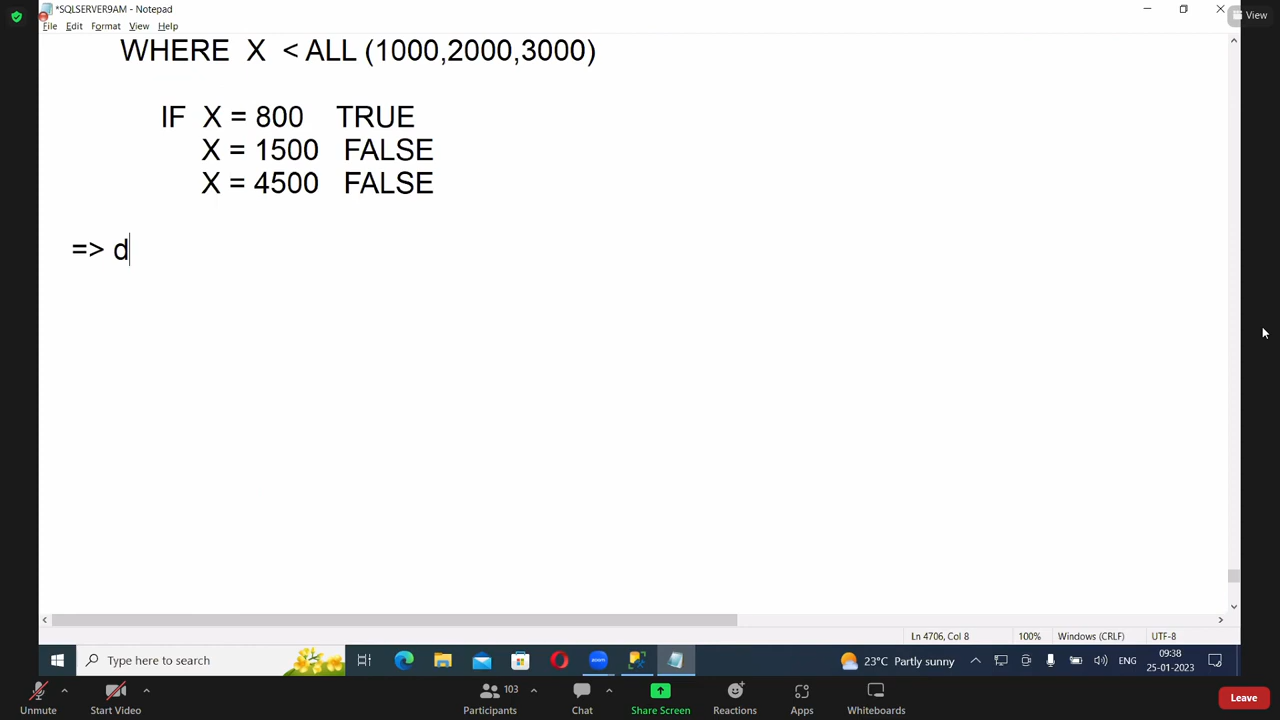 *SQLSERVER9AM - Notepad
File Edit Format View Help
View
WHERE X < ALL (1000,2000,3000)
IF X = 800 TRUE
X = 1500 FALSE
X = 4500 FALSE
=> d
Ln 4706, Col 8 100% Windows (CRLF) UTF-8
Type here to search
zoom
23°C Partly sunny
ENG
09:38
25-01-2023
Unmute
Start Video
103
Participants
Chat
Share Screen
Reactions
Apps
Whiteboards
Leave